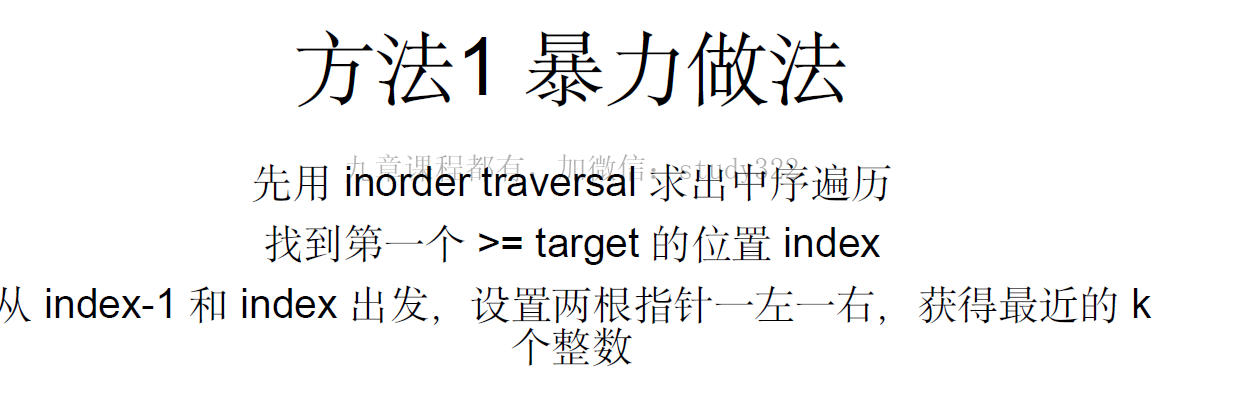 方法1 暴力做法
九章课程都有，加微信：study322
先用 inorder traversal 求出中序遍历
找到第一个 >= target 的位置 index
从 index-1 和 index 出发，设置两根指针一左一右，获得最近的 k
个整数